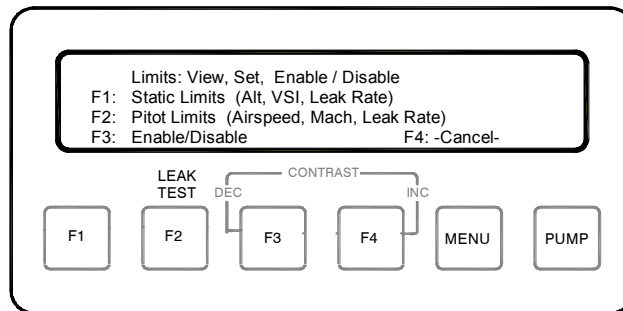 Limits: View, Set, Enable / Disable
F1: Static Limits (Alt, VSI, Leak Rate)
F2: Pitot Limits (Airspeed, Mach, Leak Rate)
F3: Enable/Disable F4: -Cancel-
LEAK
TEST
CONTRAST
DEC
INC
F1
F2
F3
F4
MENU
PUMP